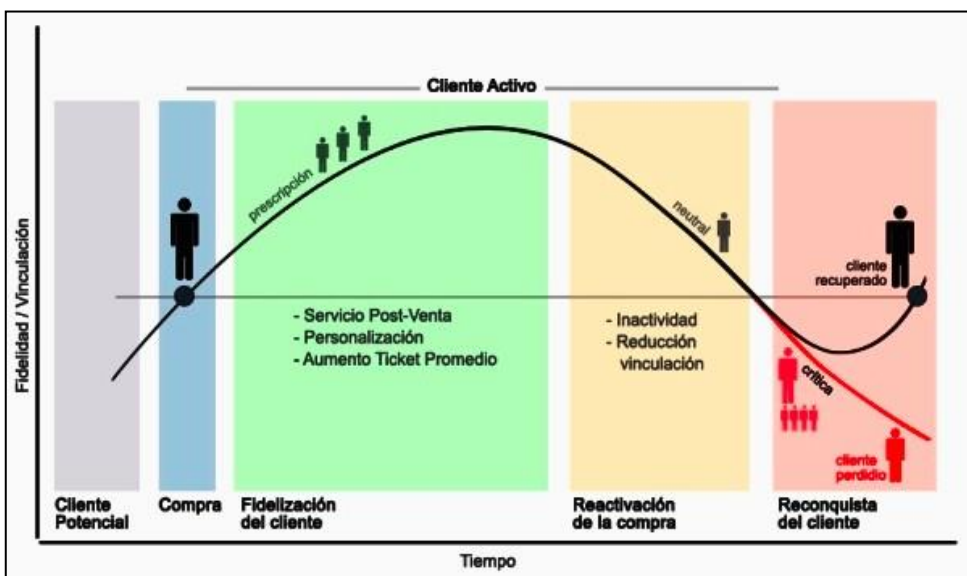 Cliente Activo
prescripción
neutral
cliente
recuperado
- Servicio Post-Venta
- Personalización
- Aumento Ticket Promedio
- Inactividad
- Reducción
vinculación
crítica
cliente
perdidio
Fidelidad / Vinculación
Cliente
Potencial
Compra
Fidelización
del cliente
Reactivación
de la compra
Reconquista
del cliente
Tiempo